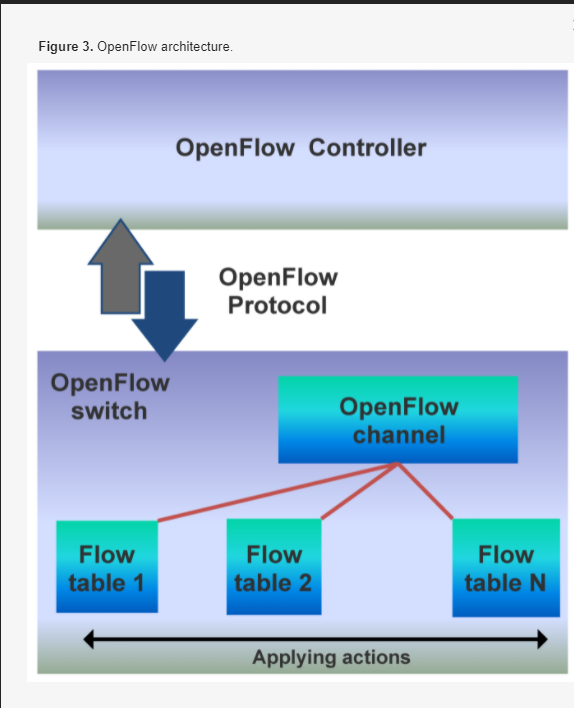 Figure 3. OpenFlow architecture.
OpenFlow Controller
OpenFlow
Protocol
OpenFlow
switch
OpenFlow
channel
Flow
table 1
Flow
table 2
Flow
table N
Applying actions